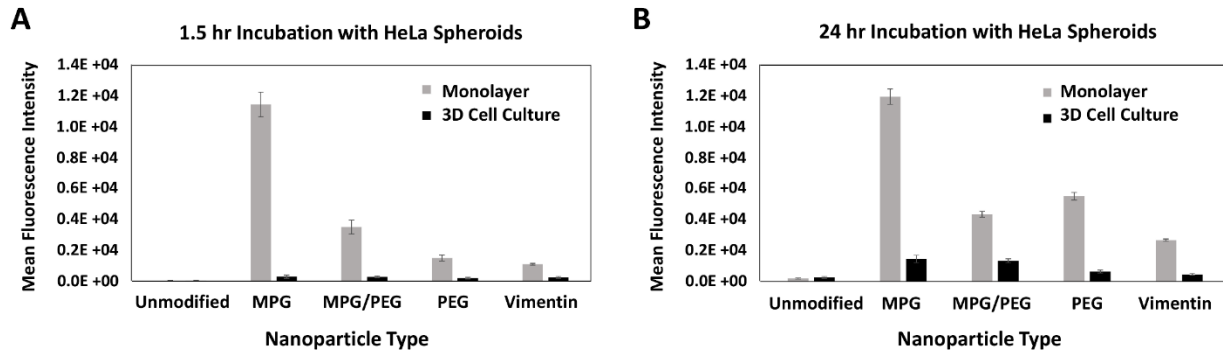 A
1.5 hr Incubation with HeLa Spheroids
Mean Fluorescence Intensity
1.4E +04
1.2E +04
1.0E +04
0.8E +04
0.6E +04
0.4E +04
0.2E +04
0.0E +00
Monolayer
3D Cell Culture
Unmodified MPG MPG/PEG PEG Vimentin
Nanoparticle Type
B
24 hr Incubation with HeLa Spheroids
Mean Fluorescence Intensity
1.4E +04
1.2E +04
1.0E +04
0.8E +04
0.6E +04
0.4E +04
0.2E +04
0.0E +00
Monolayer
3D Cell Culture
Unmodified MPG MPG/PEG PEG Vimentin
Nanoparticle Type